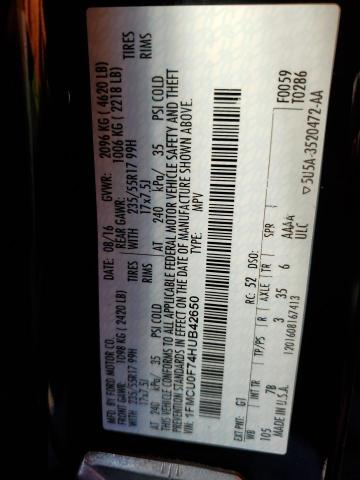 MFD. BY FORD MOTOR CO.
DATE: 08/16 GVWR: 2096 KG ( 4620 LB)
FRONT GAWR: 1098 KG (2420 LB) REAR GAWR: 1006 KG ( 2218 LB)
WITH 235/55R17 99H TIRES WITH 235/55R17 99H TIRES
17x7.5J RIMS 17x7.5J RIMS
AT 240 kPa/ 35 PSI COLD AT 240 kPa/ 35 PSI COLD
THIS VEHICLE CONFORMS TO ALL APPLICABLE FEDERAL MOTOR VEHICLE SAFETY AND THEFT
PREVENTION STANDARDS IN EFFECT ON THE DATE OF MANUFACTURE SHOWN ABOVE.
VIN: 1FMCU0F74HUB42650
TYPE: MPV
F0059
T0286
EXT PNT: G1 RC: 52 DSO:
WB INT TR TP/PS R AXLE TR SPR
105 7B 3 35 6 AAAA
MADE IN U.S.A. ULC
1201608167413
5U5A-3520472-AA